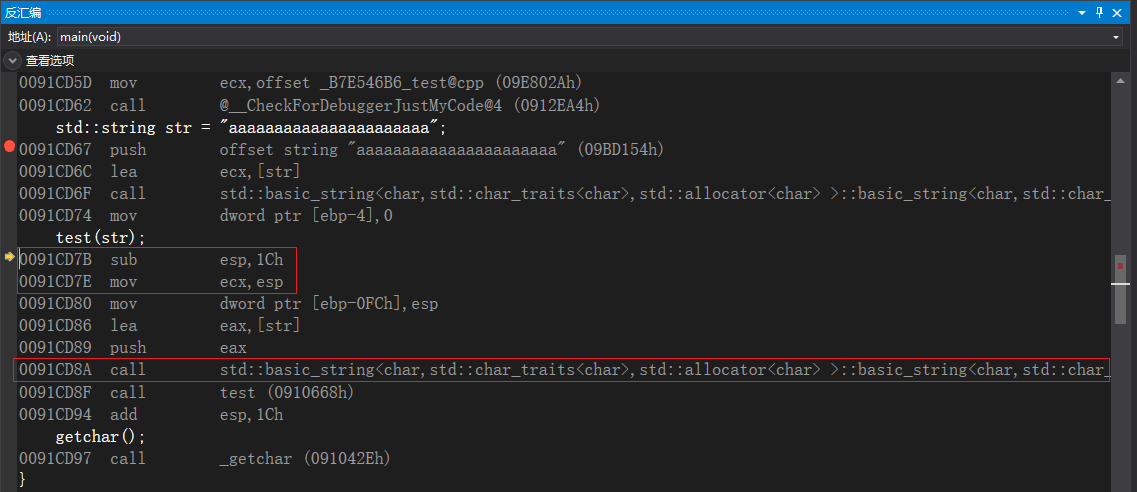 反汇编
地址(A): main(void)
查看选项
0091CD5D mov ecx,offset _B7E546B6_test@cpp (09E802Ah)
0091CD62 call @__CheckForDebuggerJustMyCode@4 (0912EA4h)
std::string str = "aaaaaaaaaaaaaaaaaaaaaa";
0091CD67 push offset string "aaaaaaaaaaaaaaaaaaaaaa" (09BD154h)
0091CD6C lea ecx,[str]
0091CD6F call std::basic_string<char,std::char_traits<char>,std::allocator<char> >::basic_string<char,std::char_
0091CD74 mov dword ptr [ebp-4],0
test(str);
0091CD7B sub esp,1Ch
0091CD7E mov ecx,esp
0091CD80 mov dword ptr [ebp-0FCh],esp
0091CD86 lea eax,[str]
0091CD89 push eax
0091CD8A call std::basic_string<char,std::char_traits<char>,std::allocator<char> >::basic_string<char,std::char_
0091CD8F call test (0910668h)
0091CD94 add esp,1Ch
getchar();
0091CD97 call _getchar (091042Eh)
}